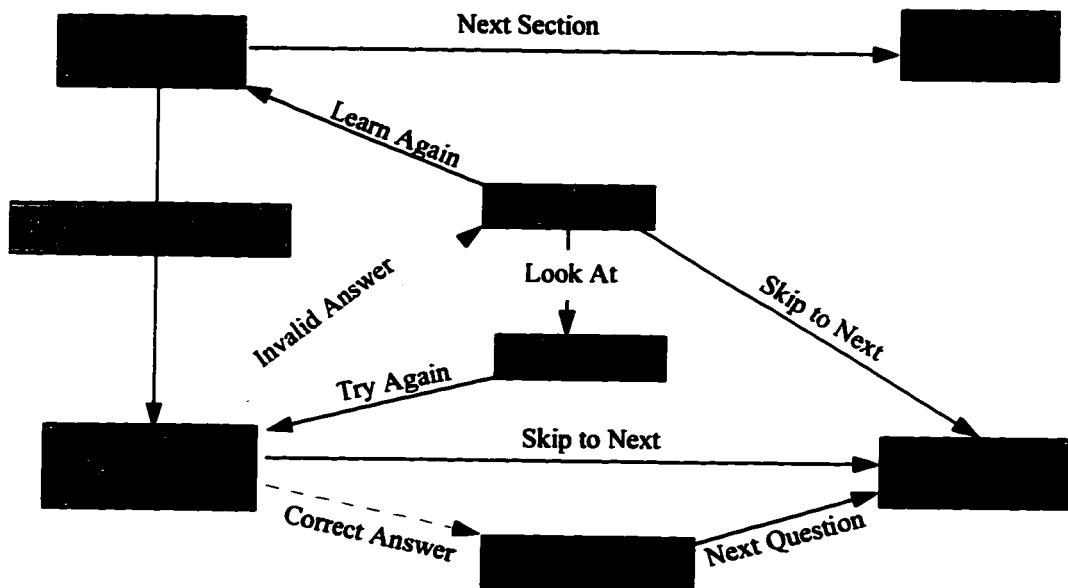 Next Section
Learn Again
Look At
Invalid Answer
Skip to Next
Try Again
Skip to Next
Correct Answer
Next Question